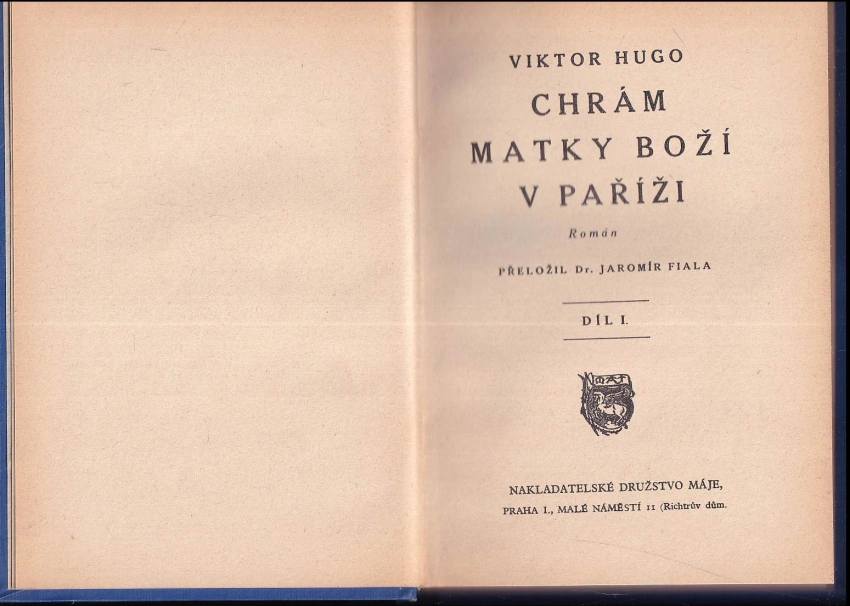 VIKTOR HUGO
CHRÁM
MATKY BOŽÍ
V PAŘÍŽI
Román
PŘELOŽIL Dr. JAROMÍR FIALA
DÍL I.
MÁJ
NAKLADATELSKÉ DRUŽSTVO MÁJE,
PRAHA I., MALÉ NÁMĚSTÍ 11 (Richtrův dům.